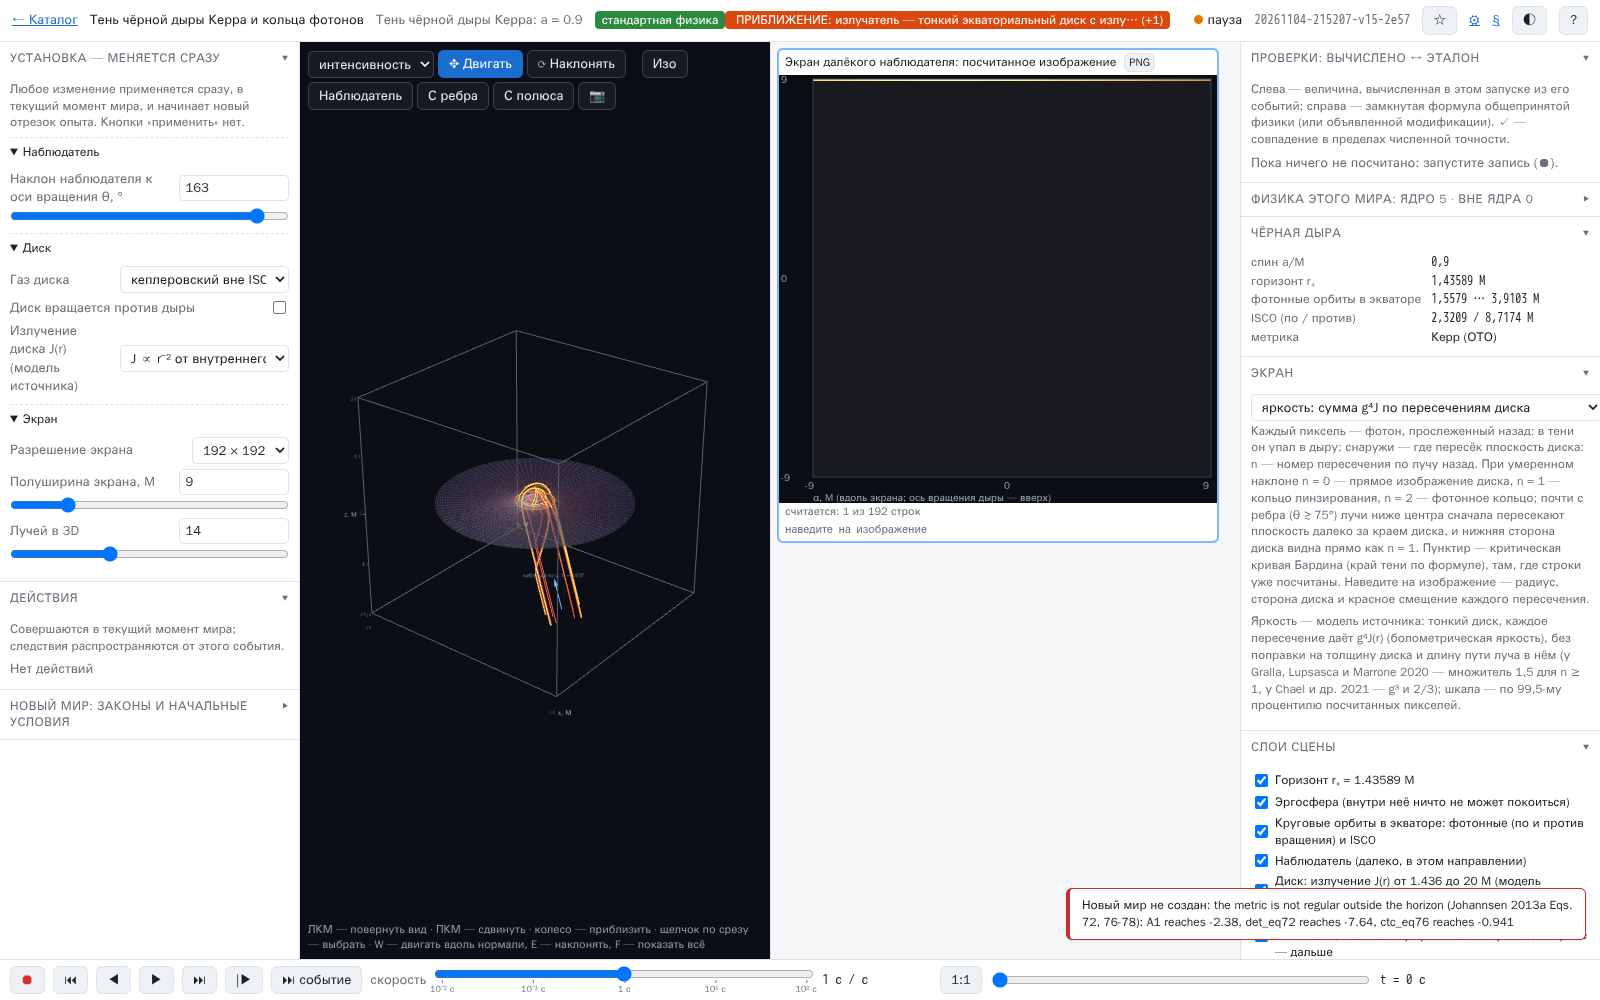 ← Каталог Тень чёрной дыры Керра и кольца фотонов Тень чёрной дыры Керра: a = 0.9 стандартная физика ПРИБЛИЖЕНИЕ: излучатель — тонкий экваториальный диск с излу··· (+1) пауза 20261104-215207-v15-2e57 ☆ ⚙ § ◐ ?
УСТАНОВКА — МЕНЯЕТСЯ СРАЗУ
Любое изменение применяется сразу, в
текущий момент мира, и начинает новый
отрезок опыта. Кнопки «применить» нет.
Наблюдатель
Наклон наблюдателя к
оси вращения θ, °
163
Диск
Газ диска
кеплеровский вне ISC
Диск вращается против дыры
Излучение
диска J(r)
(модель
источника)
J ∝ r⁻² от внутреннего
Экран
Разрешение экрана
192 × 192
Полуширина экрана, M
9
Лучей в 3D
14
ДЕЙСТВИЯ
Совершаются в текущий момент мира;
следствия распространяются от этого события.
Нет действий
НОВЫЙ МИР: ЗАКОНЫ И НАЧАЛЬНЫЕ
УСЛОВИЯ
интенсивность ✥ Двигать ⟳ Наклонять Изо
Наблюдатель С ребра С полюса 📷
z, M
x, M
ЛКМ — повернуть вид · ПКМ — сдвинуть · колесо — приблизить · щелчок по срезу
— выбрать · W — двигать вдоль нормали, E — наклонять, F — показать всё
Экран далёкого наблюдателя: посчитанное изображение PNG
9
0
-9
-9 0 9
α, M (вдоль экрана; ось вращения дыры — вверх)
считается: 1 из 192 строк
наведите на изображение
ПРОВЕРКИ: ВЫЧИСЛЕНО ↔ ЭТАЛОН
Слева — величина, вычисленная в этом запуске из его
событий; справа — замкнутая формула общепринятой
физики (или объявленной модификации). ✓ —
совпадение в пределах численной точности.
Пока ничего не посчитано: запустите запись (⏺).
ФИЗИКА ЭТОГО МИРА: ЯДРО 5 · ВНЕ ЯДРА 0
ЧЁРНАЯ ДЫРА
спин a/M 0,9
горизонт r₊ 1,43589 M
фотонные орбиты в экваторе 1,5579 ··· 3,9103 M
ISCO (по / против) 2,3209 / 8,7174 M
метрика Керр (ОТО)
ЭКРАН
яркость: сумма g⁴J по пересечениям диска
Каждый пиксель — фотон, прослеженный назад: в тени
он упал в дыру; снаружи — где пересёк плоскость диска:
n — номер пересечения по лучу назад. При умеренном
наклоне n = 0 — прямое изображение диска, n = 1 —
кольцо линзирования, n = 2 — фотонное кольцо; почти с
ребра (θ ≳ 75°) лучи ниже центра сначала пересекают
плоскость далеко за краем диска, и нижняя сторона
диска видна прямо как n = 1. Пунктир — критическая
кривая Бардина (край тени по формуле), там, где строки
уже посчитаны. Наведите на изображение — радиус,
сторона диска и красное смещение каждого пересечения.
Яркость — модель источника: тонкий диск, каждое
пересечение даёт g⁴J(r) (болометрическая яркость), без
поправки на толщину диска и длину пути луча в нём (у
Gralla, Lupsasca и Marrone 2020 — множитель 1,5 для n ≥
1, у Chael и др. 2021 — g³ и 2/3); шкала — по 99,5-му
процентилю посчитанных пикселей.
СЛОИ СЦЕНЫ
Горизонт r₊ = 1.43589 M
Эргосфера (внутри неё ничто не может покоиться)
Круговые орбиты в экваторе: фотонные (по и против
вращения) и ISCO
Наблюдатель (далеко, в этом направлении)
Диск: излучение J(r) от 1.436 до 20 M (модель
— дальше
Новый мир не создан: the metric is not regular outside the horizon (Johannsen 2013a Eqs.
72, 76-78): A1 reaches -2.38, det_eq72 reaches -7.64, ctc_eq76 reaches -0.941
⏺ ⏮ ◀ ▶ ⏭ |▶ ⏭ событие скорость 10⁻² с 10⁻¹ с 1 с 10¹ с 10² с 1 с / с 1:1 t = 0 с